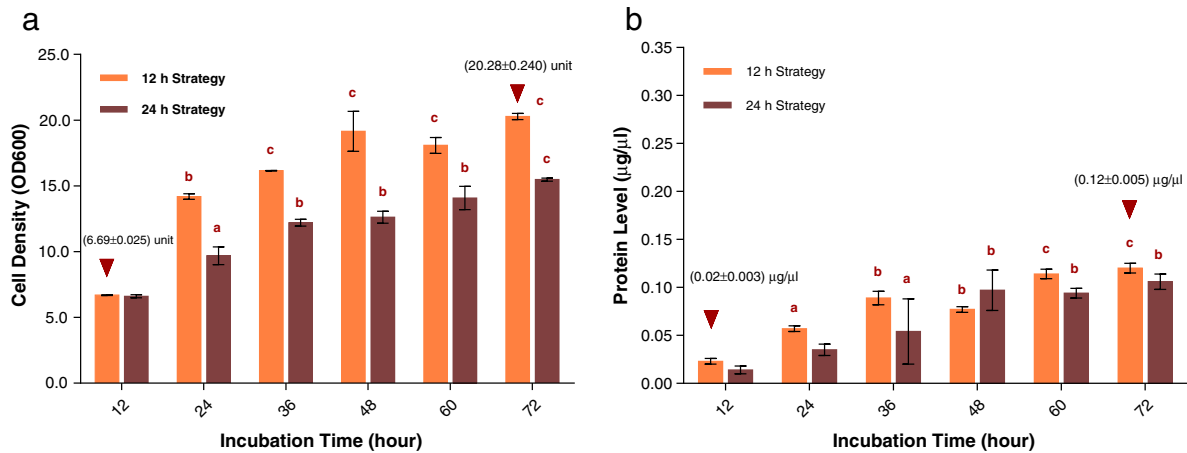 a
25.0
20.0
15.0
10.0
5.0
0.0
Cell Density (OD600)
12 h Strategy
24 h Strategy
(20.28±0.240) unit
(6.69±0.025) unit
b
a
c
b
c
b
c
b
c
c
12
24
36
48
60
72
Incubation Time (hour)
b
0.35
0.30
0.25
0.20
0.15
0.10
0.05
0.00
Protein Level (µg/µl)
12 h Strategy
24 h Strategy
(0.12±0.005) µg/µl
(0.02±0.003) µg/µl
a
b
a
b
b
c
b
c
b
12
24
36
48
60
72
Incubation Time (hour)